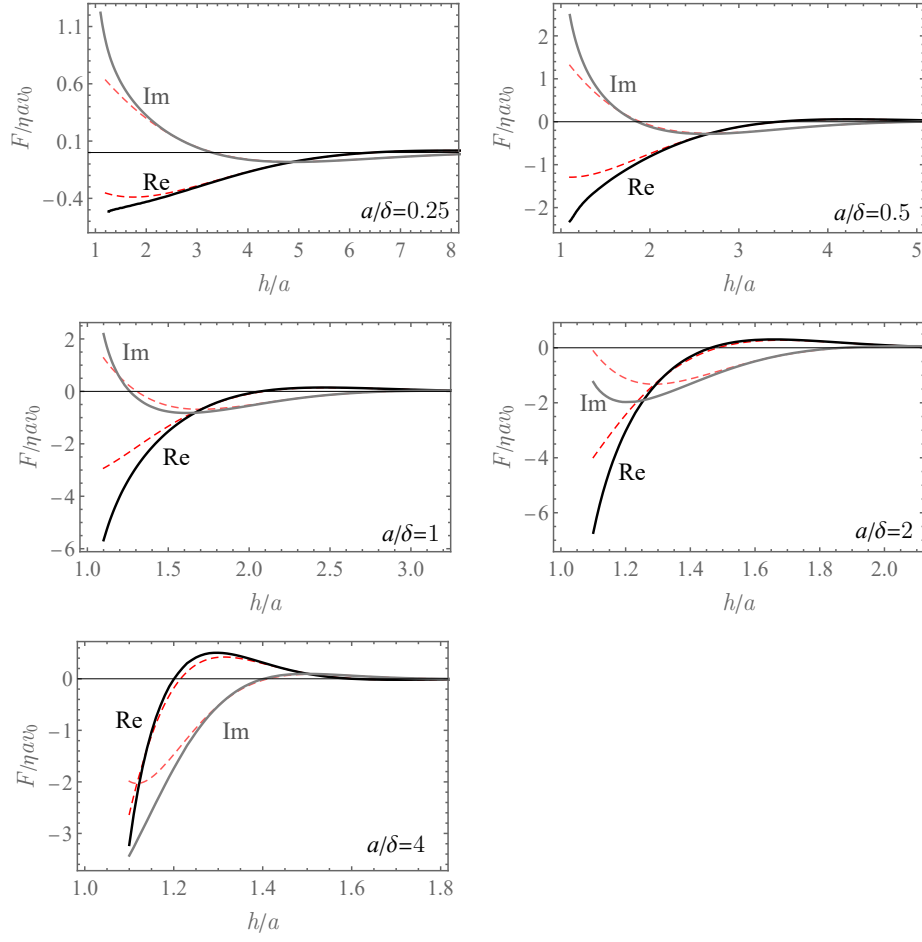 F/ηav₀
1.1
0.6
0.1
−0.4
Im
Re
a/δ=0.25
1 2 3 4 5 6 7 8
h/a
F/ηav₀
2
1
0
−1
−2
Im
Re
a/δ=0.5
1 2 3 4 5
h/a
F/ηav₀
2
0
−2
−4
−6
Im
Re
a/δ=1
1.0 1.5 2.0 2.5 3.0
h/a
F/ηav₀
0
−2
−4
−6
Im
Re
a/δ=2
1.0 1.2 1.4 1.6 1.8 2.0
h/a
F/ηav₀
0
−1
−2
−3
Re
Im
a/δ=4
1.0 1.2 1.4 1.6 1.8
h/a